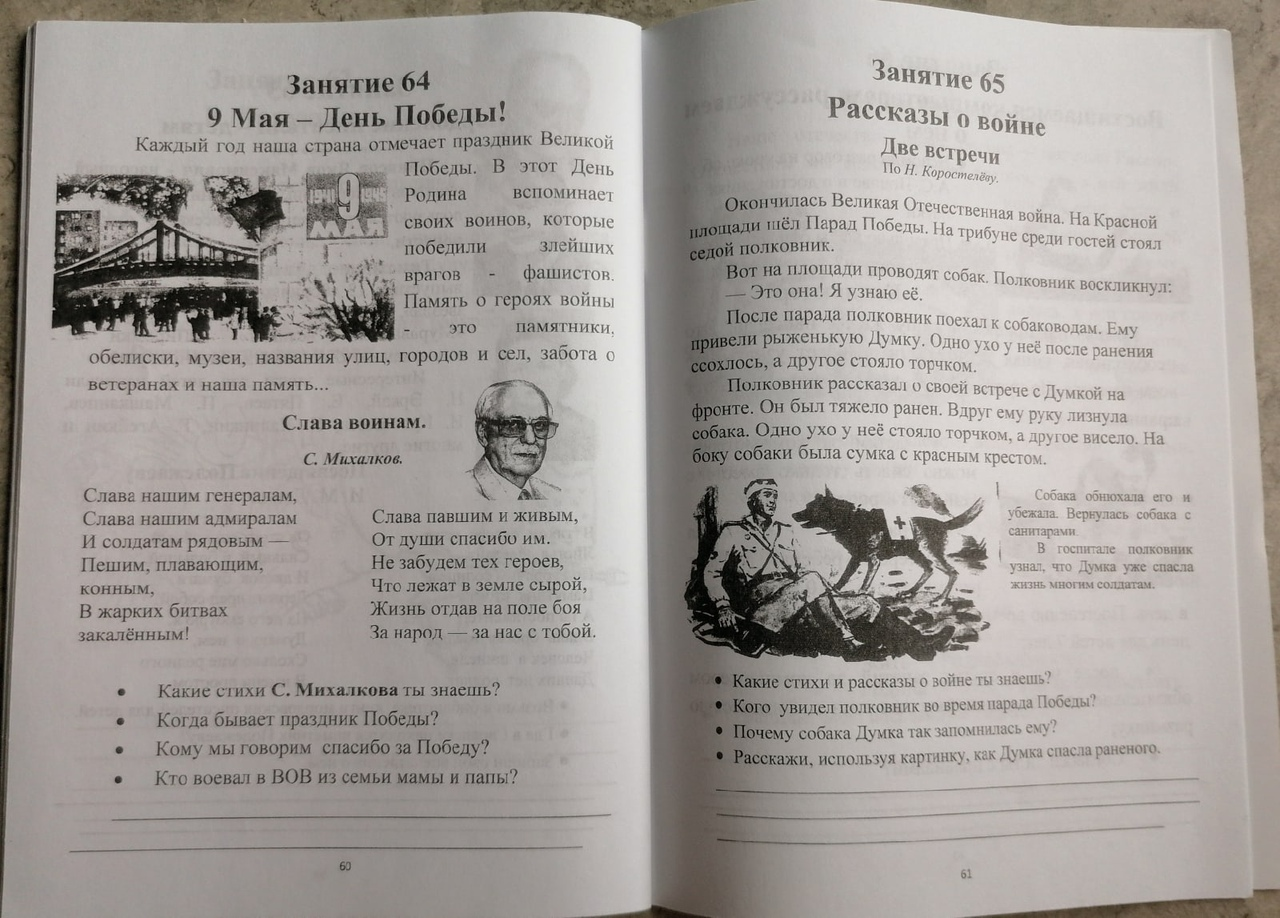 Занятие 64
9 Мая – День Победы!
Каждый год наша страна отмечает праздник Великой
Победы. В этот День
Родина вспоминает
своих воинов, которые
победили злейших
врагов - фашистов.
Память о героях войны
- это памятники,
обелиски, музеи, названия улиц, городов и сел, забота о
ветеранах и наша память...
9
МАЯ
Слава воинам.
С. Михалков.
Слава нашим генералам,
Слава нашим адмиралам
И солдатам рядовым —
Пешим, плавающим,
конным,
В жарких битвах
закалённым!
Слава павшим и живым,
От души спасибо им.
Не забудем тех героев,
Что лежат в земле сырой,
Жизнь отдав на поле боя
За народ — за нас с тобой.
• Какие стихи С. Михалкова ты знаешь?
• Когда бывает праздник Победы?
• Кому мы говорим спасибо за Победу?
• Кто воевал в ВОВ из семьи мамы и папы?
60
Занятие 65
Рассказы о войне
Две встречи
По Н. Коростелёву.
Окончилась Великая Отечественная война. На Красной
площади шёл Парад Победы. На трибуне среди гостей стоял
седой полковник.
Вот на площади проводят собак. Полковник воскликнул:
— Это она! Я узнаю её.
После парада полковник поехал к собаководам. Ему
привели рыженькую Думку. Одно ухо у неё после ранения
ссохлось, а другое стояло торчком.
Полковник рассказал о своей встрече с Думкой на
фронте. Он был тяжело ранен. Вдруг ему руку лизнула
собака. Одно ухо у неё стояло торчком, а другое висело. На
боку собаки была сумка с красным крестом.
Собака обнюхала его и
убежала. Вернулась собака с
санитарами.
В госпитале полковник
узнал, что Думка уже спасла
жизнь многим солдатам.
• Какие стихи и рассказы о войне ты знаешь?
• Кого увидел полковник во время парада Победы?
• Почему собака Думка так запомнилась ему?
• Расскажи, используя картинку, как Думка спасла раненого.
61